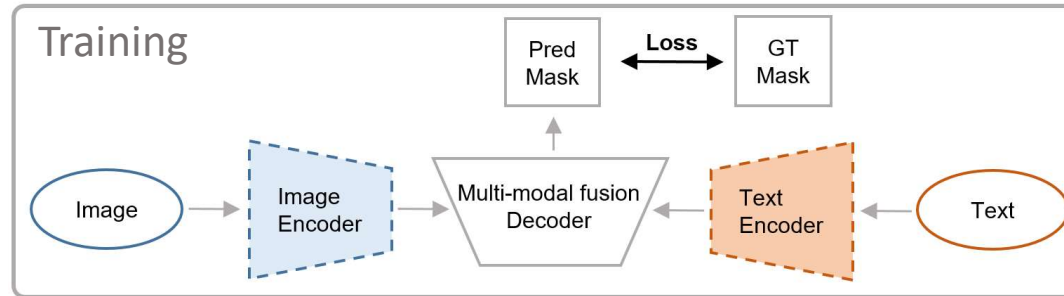 Training
Pred
Mask
Loss
GT
Mask
Image
Image
Encoder
Multi-modal fusion
Decoder
Text
Encoder
Text